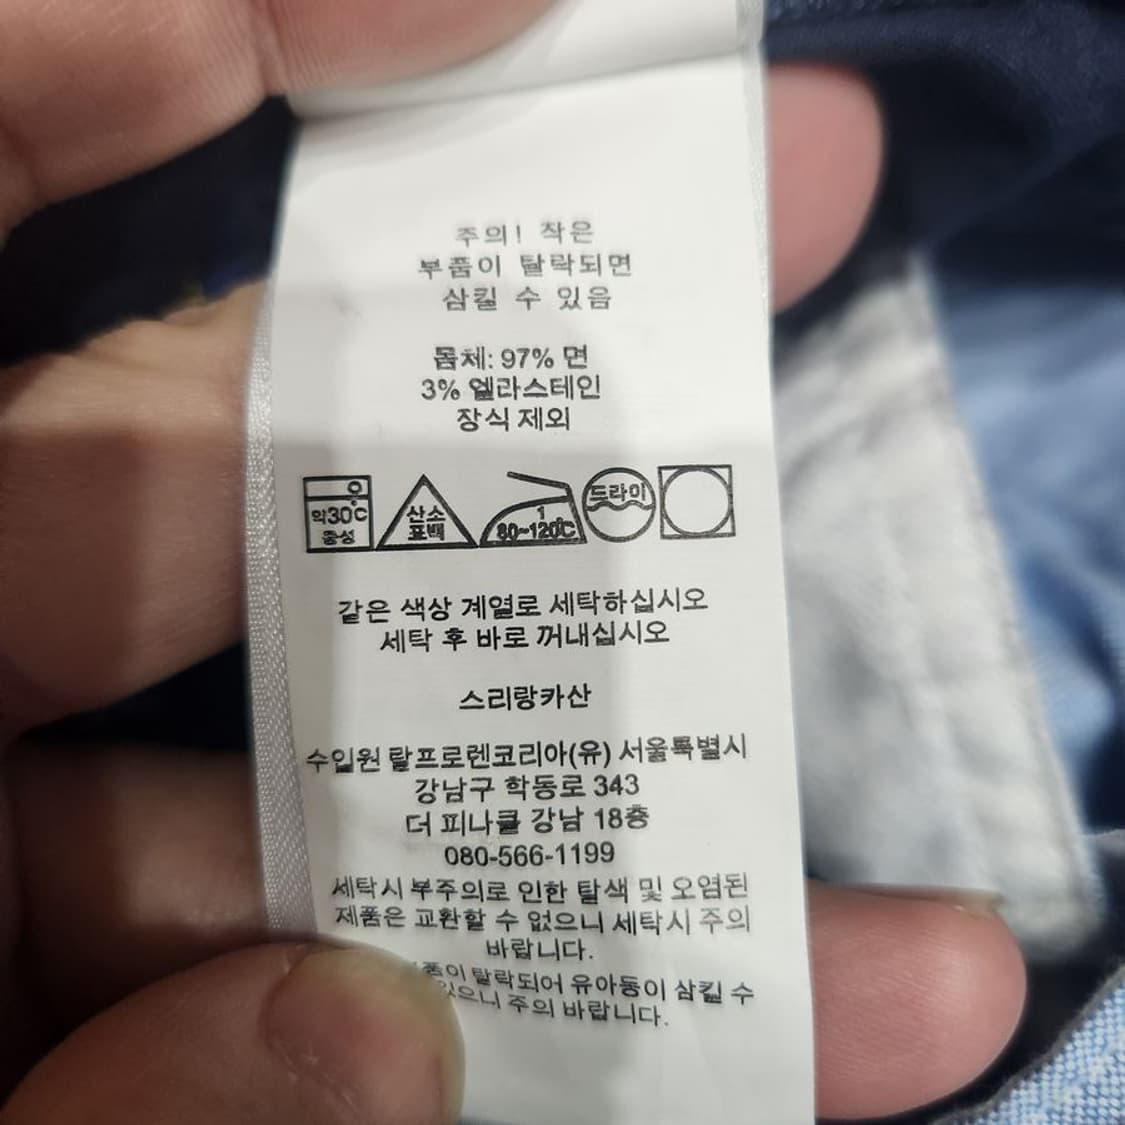 주의! 작은
부품이 탈락되면
삼킬 수 있음
몸체: 97% 면
3% 엘라스테인
장식 제외
약30°C
중성
산소
표백
1
80~120°C
드라이
같은 색상 계열로 세탁하십시오
세탁 후 바로 꺼내십시오
스리랑카산
수입원 랄프로렌코리아(유) 서울특별시
강남구 학동로 343
더 피나클 강남 18층
080-566-1199
세탁시 부주의로 인한 탈색 및 오염된
제품은 교환할 수 없으니 세탁시 주의
바랍니다.
탈락되어 유아동이 삼킬 수
있으니 주의 바랍니다.